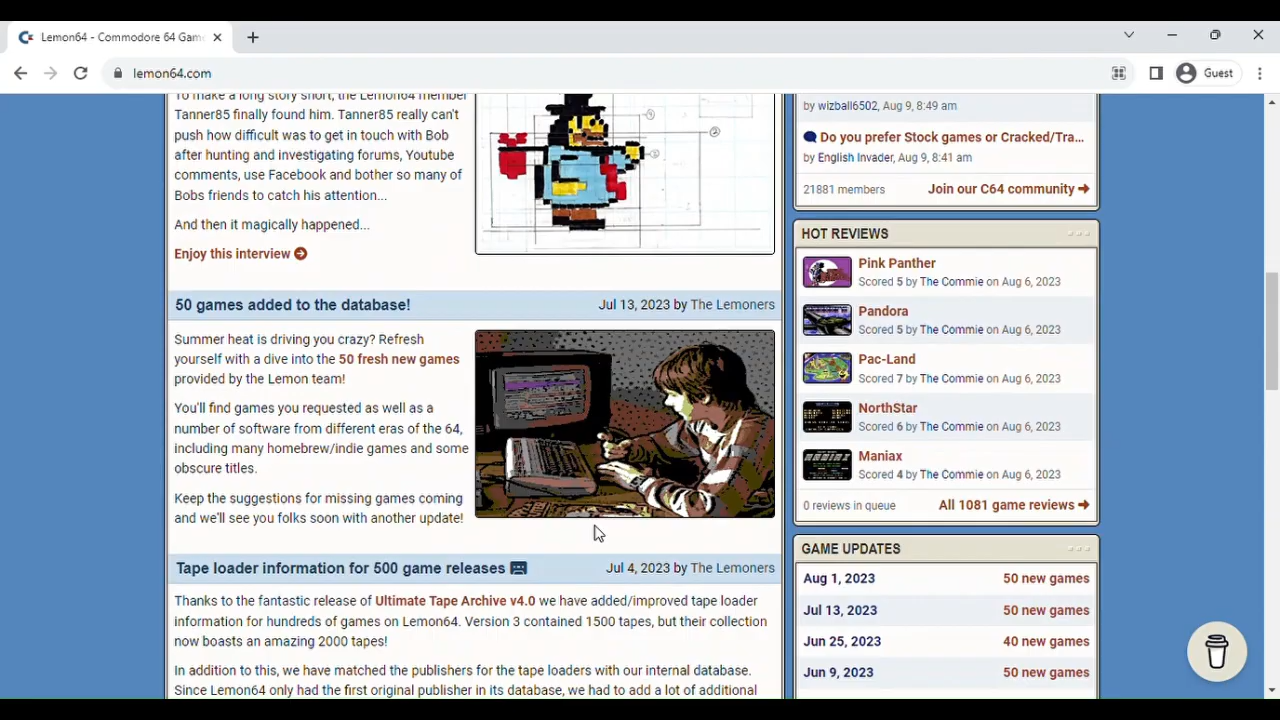 Lemon64 - Commodore 64 Gam
Guest
lemon64.com
To make a long story short, the Lemon64 member
Tanner85 finally found him. Tanner85 really can't
push how difficult was to get in touch with Bob
after hunting and investigating forums, Youtube
comments, use Facebook and bother so many of
Bobs friends to catch his attention...
And then it magically happened...
Enjoy this interview
50 games added to the database!
Jul 13, 2023 by The Lemoners
Summer heat is driving you crazy? Refresh
yourself with a dive into the 50 fresh new games
provided by the Lemon team!
You'll find games you requested as well as a
number of software from different eras of the 64,
including many homebrew/indie games and some
obscure titles.
Keep the suggestions for missing games coming
and we'll see you folks soon with another update!
Tape loader information for 500 game releases
Jul 4, 2023 by The Lemoners
Thanks to the fantastic release of Ultimate Tape Archive v4.0 we have added/improved tape loader
information for hundreds of games on Lemon64. Version 3 contained 1500 tapes, but their collection
now boasts an amazing 2000 tapes!
In addition to this, we have matched the publishers for the tape loaders with our internal database.
Since Lemon64 only had the first original publisher in its database, we had to add a lot of additional
by wizball6502, Aug 9, 8:49 am
Do you prefer Stock games or Cracked/Tra...
by English Invader, Aug 9, 8:41 am
21881 members
Join our C64 community
HOT REVIEWS
Pink Panther
Scored 5 by The Commie on Aug 6, 2023
Pandora
Scored 5 by The Commie on Aug 6, 2023
Pac-Land
Scored 7 by The Commie on Aug 6, 2023
NorthStar
Scored 6 by The Commie on Aug 6, 2023
Maniax
Scored 4 by The Commie on Aug 6, 2023
0 reviews in queue
All 1081 game reviews
GAME UPDATES
Aug 1, 2023
50 new games
Jul 13, 2023
50 new games
Jun 25, 2023
40 new games
Jun 9, 2023
50 new games